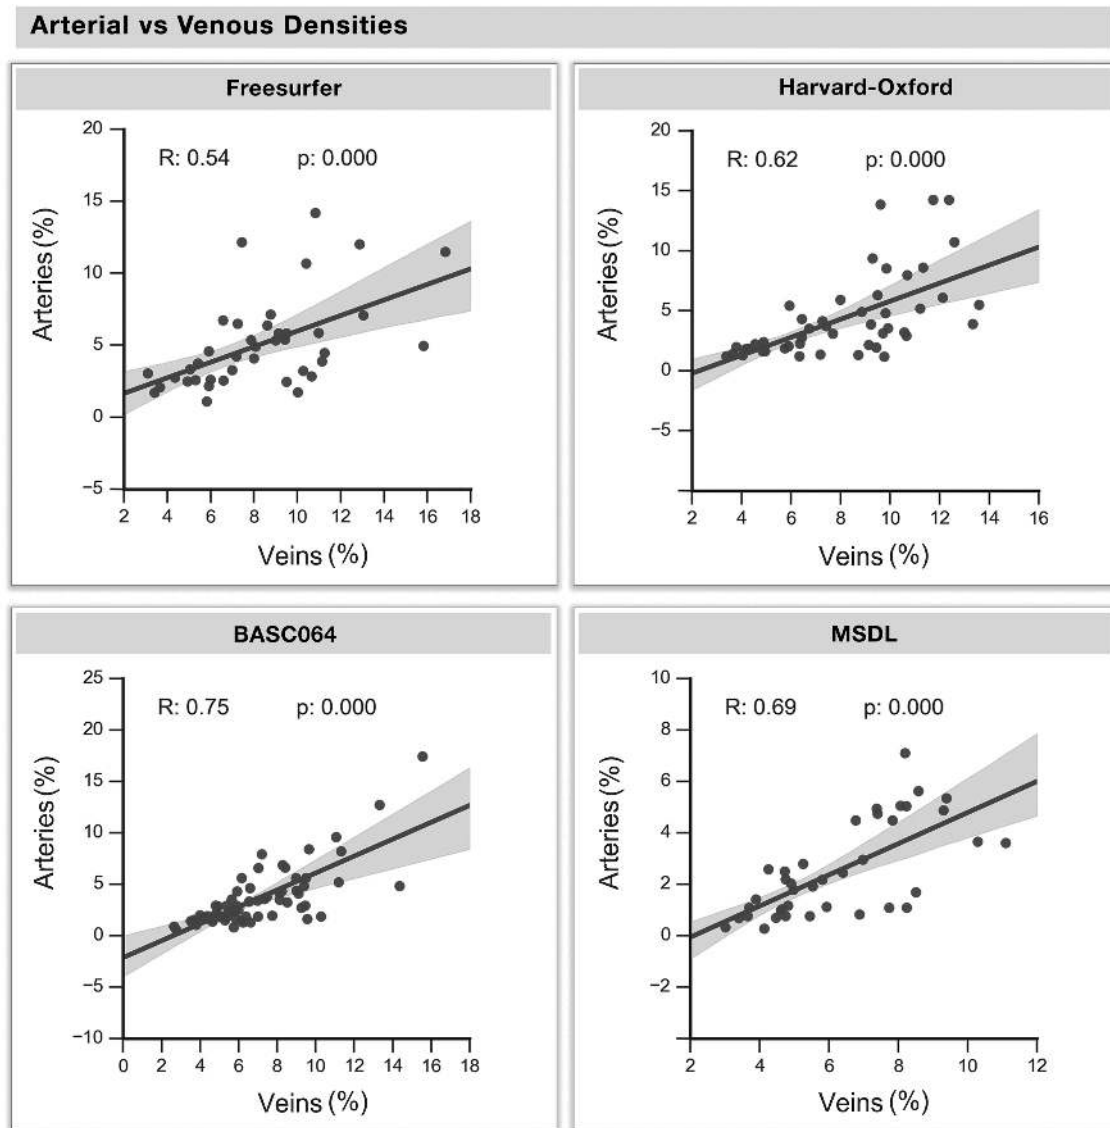 Arterial vs Venous Densities
Freesurfer
R: 0.54 p: 0.000
Arteries (%)
20
15
10
5
0
−5
2 4 6 8 10 12 14 16 18
Veins (%)
Harvard-Oxford
R: 0.62 p: 0.000
Arteries (%)
20
15
10
5
0
−5
2 4 6 8 10 12 14 16
Veins (%)
BASC064
R: 0.75 p: 0.000
Arteries (%)
25
20
15
10
5
0
−5
−10
0 2 4 6 8 10 12 14 16 18
Veins (%)
MSDL
R: 0.69 p: 0.000
Arteries (%)
10
8
6
4
2
0
−2
2 4 6 8 10 12
Veins (%)